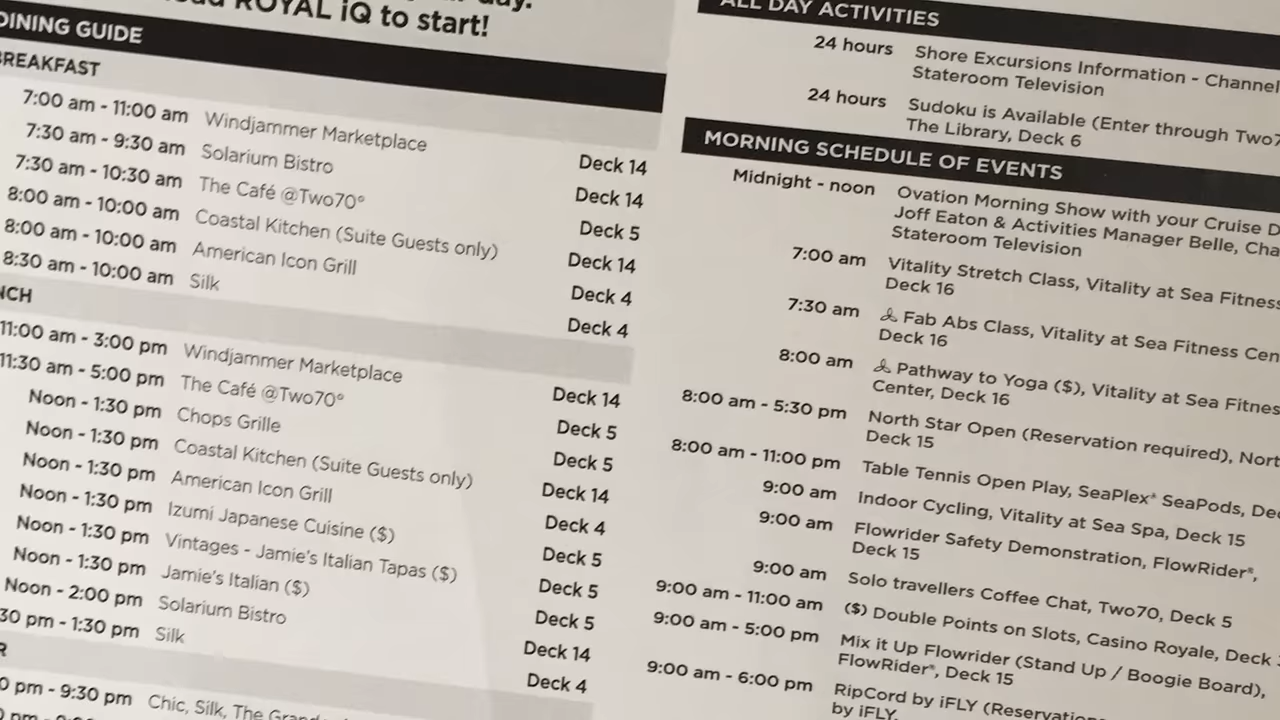 ROYAL iQ to start!
DINING GUIDE
BREAKFAST
7:00 am - 11:00 am Windjammer Marketplace Deck 14
7:30 am - 9:30 am Solarium Bistro Deck 14
7:30 am - 10:30 am The Café @Two70° Deck 5
8:00 am - 10:00 am Coastal Kitchen (Suite Guests only) Deck 14
8:00 am - 10:00 am American Icon Grill Deck 4
8:30 am - 10:00 am Silk Deck 4
NCH
11:00 am - 3:00 pm Windjammer Marketplace Deck 14
11:30 am - 5:00 pm The Café @Two70° Deck 5
Noon - 1:30 pm Chops Grille Deck 5
Noon - 1:30 pm Coastal Kitchen (Suite Guests only) Deck 14
Noon - 1:30 pm American Icon Grill Deck 4
Noon - 1:30 pm Izumi Japanese Cuisine ($) Deck 5
Noon - 1:30 pm Vintages - Jamie's Italian Tapas ($) Deck 5
Noon - 1:30 pm Jamie's Italian ($) Deck 5
Noon - 2:00 pm Solarium Bistro Deck 14
30 pm - 1:30 pm Silk Deck 4
R
0 pm - 9:30 pm Chic, Silk, The Grand
ALL DAY ACTIVITIES
24 hours Shore Excursions Information - Channel
Stateroom Television
24 hours Sudoku is Available (Enter through Two7
The Library, Deck 6
MORNING SCHEDULE OF EVENTS
Midnight - noon Ovation Morning Show with your Cruise D
Joff Eaton & Activities Manager Belle, Cha
Stateroom Television
7:00 am Vitality Stretch Class, Vitality at Sea Fitness
Deck 16
7:30 am Fab Abs Class, Vitality at Sea Fitness Cen
Deck 16
8:00 am Pathway to Yoga ($), Vitality at Sea Fitnes
Center, Deck 16
8:00 am - 5:30 pm North Star Open (Reservation required), Nort
Deck 15
8:00 am - 11:00 pm Table Tennis Open Play, SeaPlex® SeaPods, De
9:00 am Indoor Cycling, Vitality at Sea Spa, Deck 15
9:00 am Flowrider Safety Demonstration, FlowRider®,
Deck 15
9:00 am Solo travellers Coffee Chat, Two70, Deck 5
9:00 am - 11:00 am ($) Double Points on Slots, Casino Royale, Deck
9:00 am - 5:00 pm Mix it Up Flowrider (Stand Up / Boogie Board),
FlowRider®, Deck 15
9:00 am - 6:00 pm RipCord by iFLY (Reservation
by iFLY,